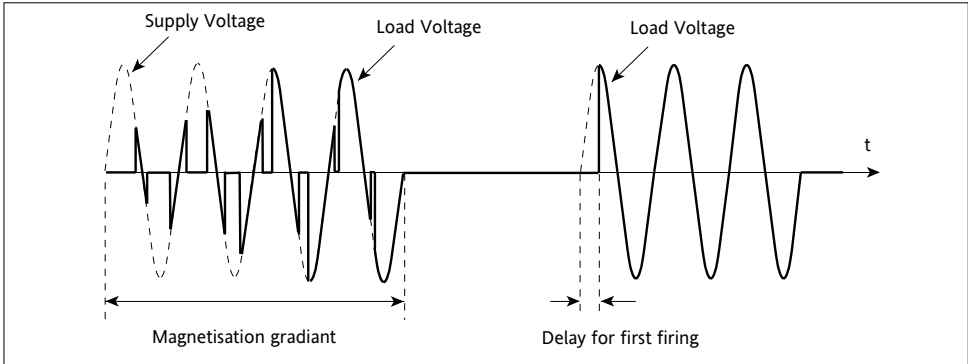 Supply Voltage
Load Voltage
Load Voltage
t
Magnetisation gradiant
Delay for first firing